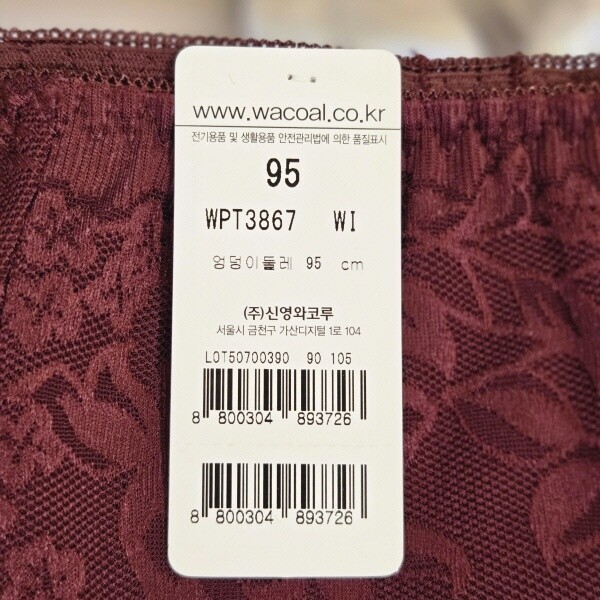 www.wacoal.co.kr
전기용품 및 생활용품 안전관리법에 의한 품질표시
95
WPT3867 WI
엉덩이둘레 95 cm
(주)신영와코루
서울시 금천구 가산디지털 1로 104
LOT50700390 90 105
8 800304 893726
8 800304 893726